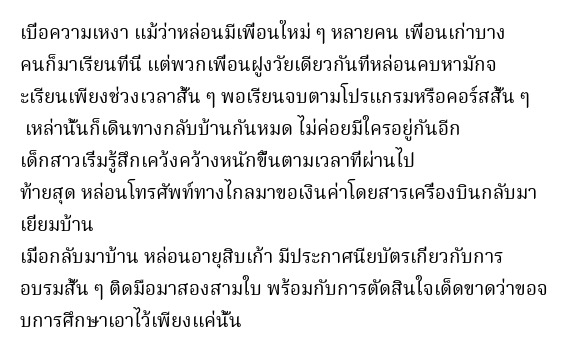 เบื่อความเหงา แม้ว่าหล่อนมีเพื่อนใหม่ ๆ หลายคน เพื่อนเก่าบาง
คนก็มาเรียนที่นี่ แต่พวกเพื่อนฝูงวัยเดียวกันที่หล่อนคบหามักจ
ะเรียนเพียงช่วงเวลาสั้น ๆ พอเรียนจบตามโปรแกรมหรือคอร์สสั้น ๆ
เหล่านั้นก็เดินทางกลับบ้านกันหมด ไม่ค่อยมีใครอยู่กันอีก
เด็กสาวเริ่มรู้สึกเคว้งคว้างหนักขึ้นตามเวลาที่ผ่านไป
ท้ายสุด หล่อนโทรศัพท์ทางไกลมาขอเงินค่าโดยสารเครื่องบินกลับมา
เยี่ยมบ้าน
เมื่อกลับมาบ้าน หล่อนอายุสิบเก้า มีประกาศนียบัตรเกี่ยวกับการ
อบรมสั้น ๆ ติดมือมาสองสามใบ พร้อมกับการตัดสินใจเด็ดขาดว่าขอจ
บการศึกษาเอาไว้เพียงแค่นั้น